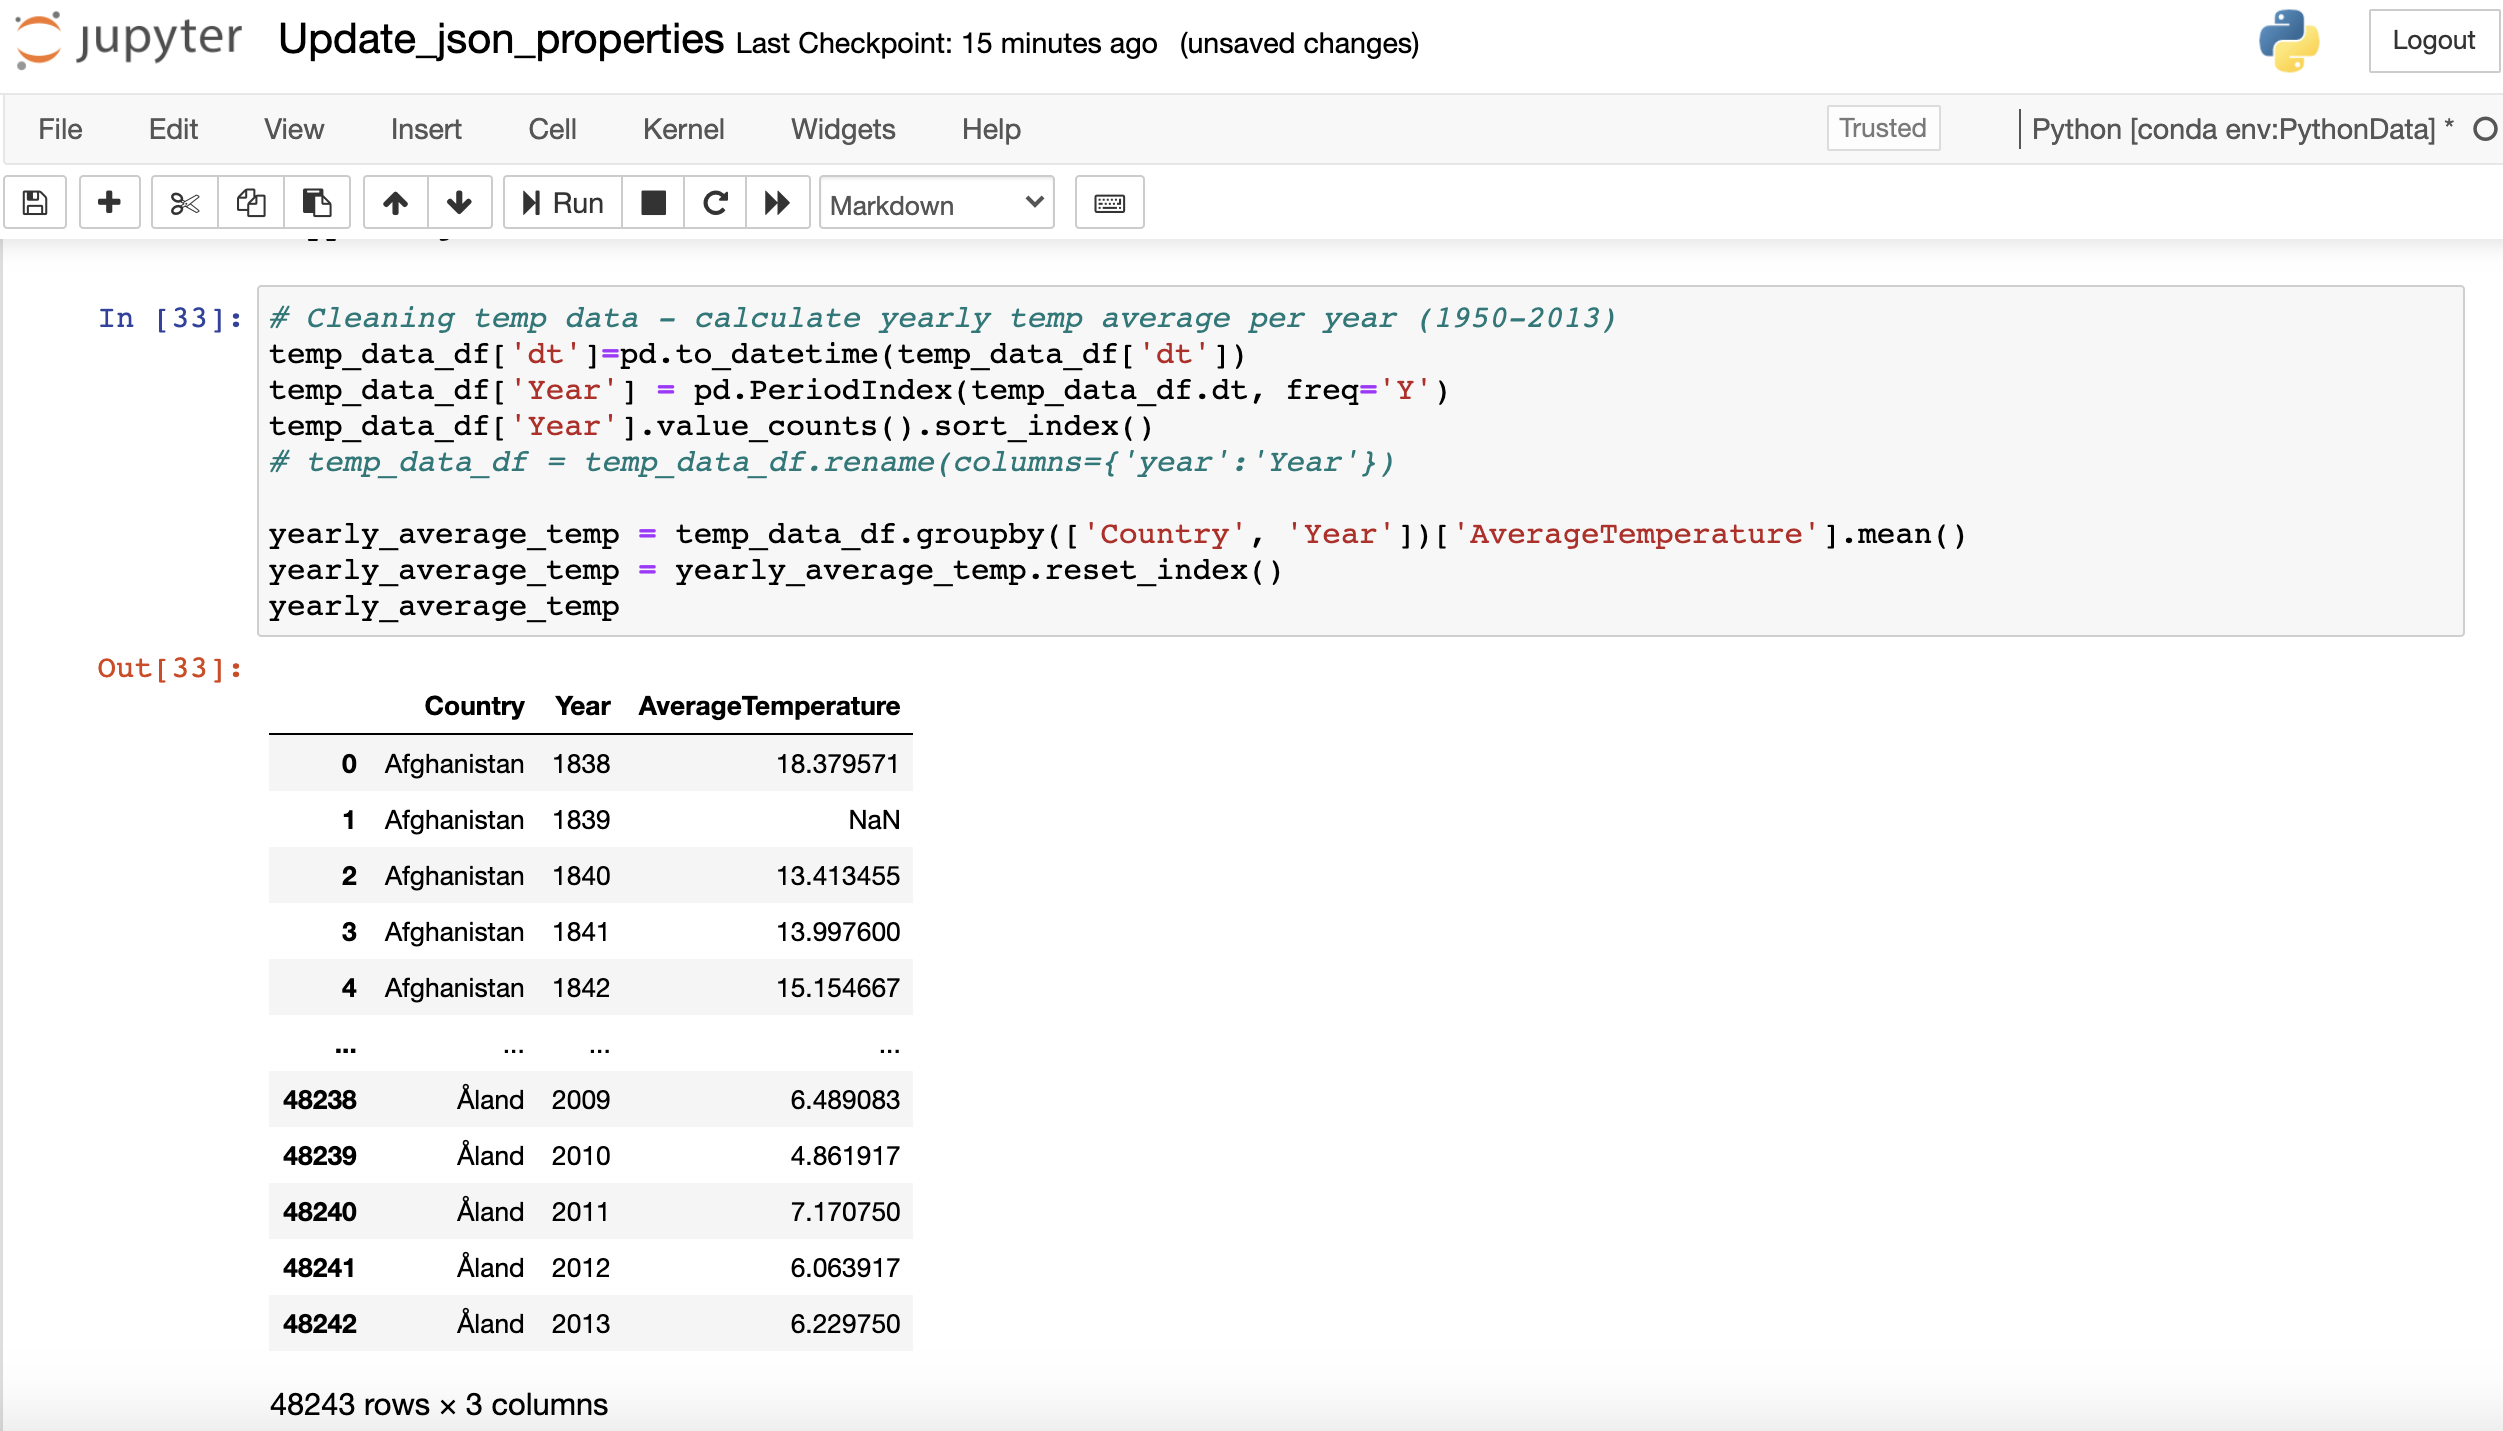 jupyter Update_json_properties Last Checkpoint: 15 minutes ago (unsaved changes) Logout
File Edit View Insert Cell Kernel Widgets Help Trusted Python [conda env:PythonData] *
Run Markdown
In [33]: # Cleaning temp data - calculate yearly temp average per year (1950-2013)
temp_data_df['dt']=pd.to_datetime(temp_data_df['dt'])
temp_data_df['Year'] = pd.PeriodIndex(temp_data_df.dt, freq='Y')
temp_data_df['Year'].value_counts().sort_index()
# temp_data_df = temp_data_df.rename(columns={'year':'Year'})
yearly_average_temp = temp_data_df.groupby(['Country', 'Year'])['AverageTemperature'].mean()
yearly_average_temp = yearly_average_temp.reset_index()
yearly_average_temp
Out[33]:
Country Year AverageTemperature
0 Afghanistan 1838 18.379571
1 Afghanistan 1839 NaN
2 Afghanistan 1840 13.413455
3 Afghanistan 1841 13.997600
4 Afghanistan 1842 15.154667
... ... ... ...
48238 Åland 2009 6.489083
48239 Åland 2010 4.861917
48240 Åland 2011 7.170750
48241 Åland 2012 6.063917
48242 Åland 2013 6.229750
48243 rows × 3 columns